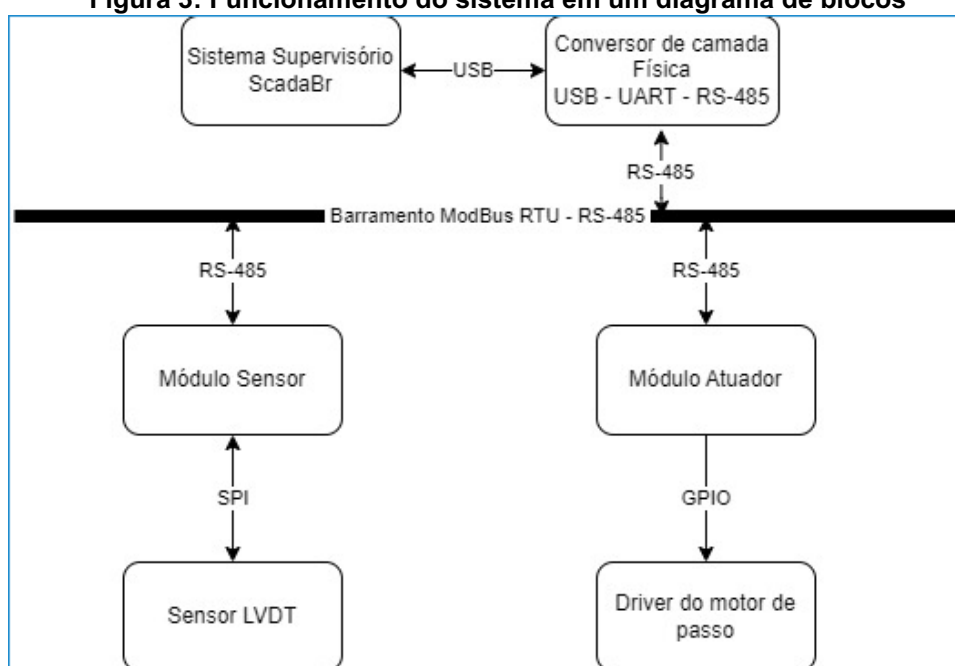 Figura 3: Funcionamento do sistema em um diagrama de blocos
Sistema Supervisório
ScadaBr
USB
Conversor de camada
Física
USB - UART - RS-485
RS-485
Barramento ModBus RTU - RS-485
RS-485
RS-485
Módulo Sensor
Módulo Atuador
SPI
GPIO
Sensor LVDT
Driver do motor de
passo